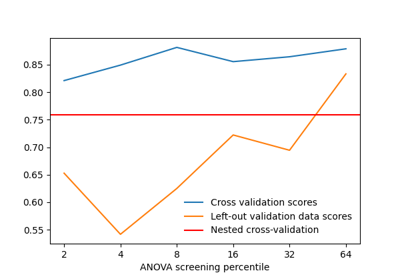 0.85
0.80
0.75
0.70
0.65
0.60
0.55
Cross validation scores
Left-out validation data scores
Nested cross-validation
2 4 8 16 32 64
ANOVA screening percentile